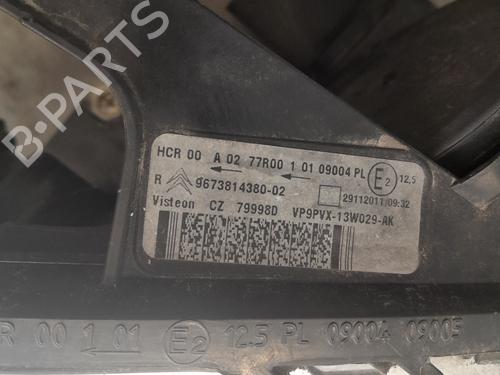 HCR 00 A 02 77R00 1 01 09004 PL E2 12,5
R 9673814380-02 29112011/09:32
Visteon CZ 79998D VP9PVX-13W029-AK
R 00 1 01 E2 12.5 PL 09004 09005